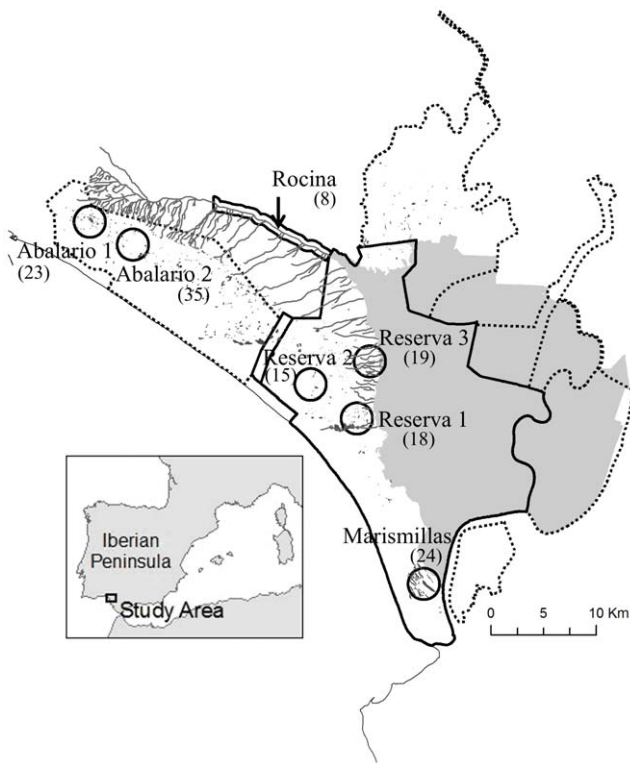 Rocina
(8)
Abalario 1
(23)
Abalario 2
(35)
Reserva 3
(19)
Reserva 2
(15)
Reserva 1
(18)
Marismillas
(24)
Iberian
Peninsula
Study Area
0 5 10 Km